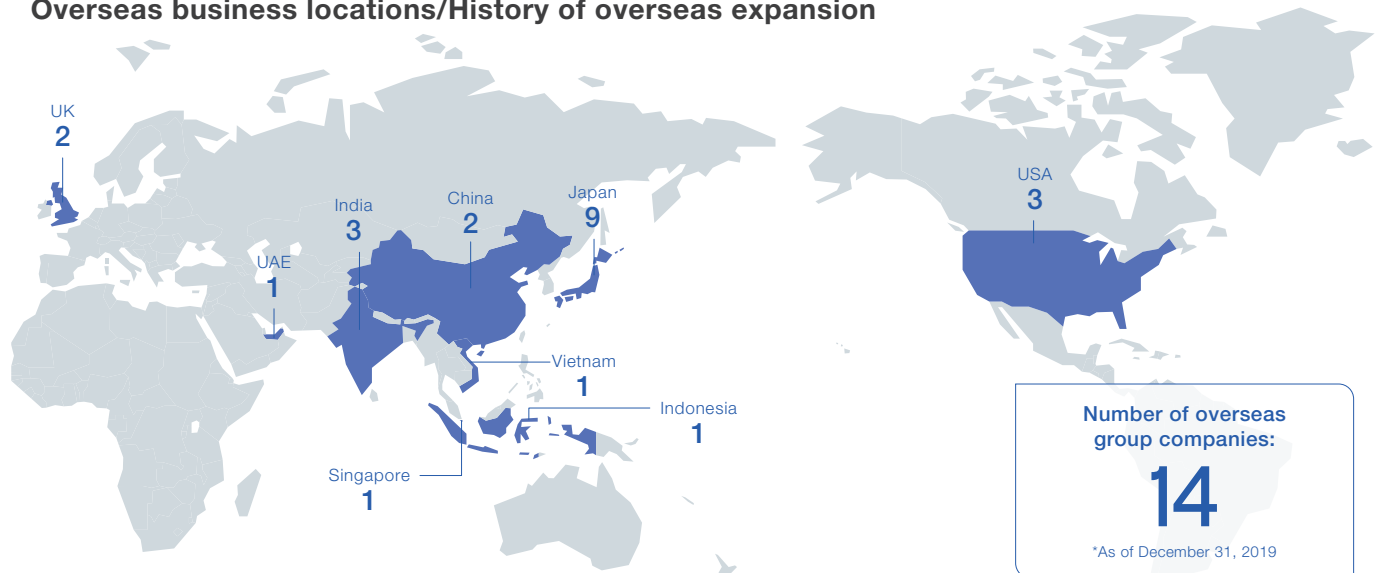 Overseas business locations/History of overseas expansion
UK
2
UAE
1
India
3
China
2
Japan
9
USA
3
Vietnam
1
Indonesia
1
Singapore
1
Number of overseas
group companies:
14
*As of December 31, 2019